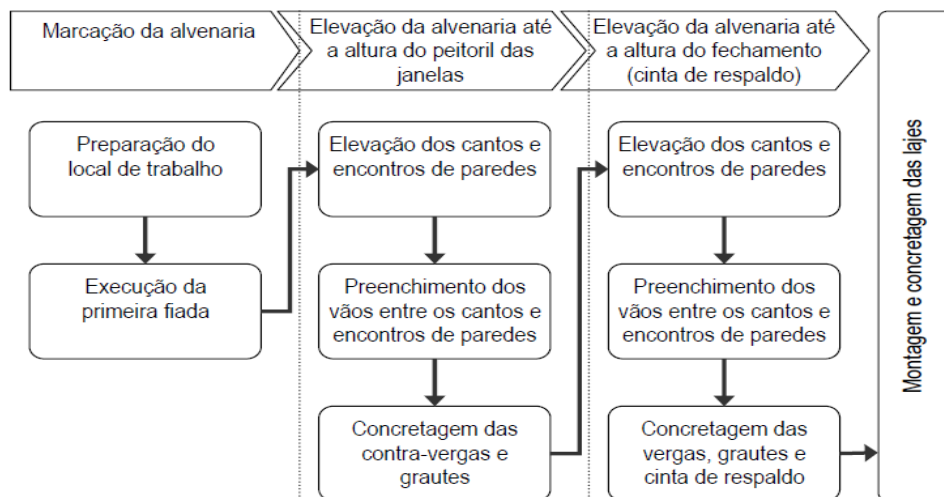 Marcação da alvenaria
Elevação da alvenaria até
a altura do peitoril das
janelas
Elevação da alvenaria até
a altura do fechamento
(cinta de respaldo)
Preparação do
local de trabalho
Execução da
primeira fiada
Elevação dos cantos e
encontros de paredes
Preenchimento dos
vãos entre os cantos e
encontros de paredes
Concretagem das
contra-vergas e
grautes
Elevação dos cantos e
encontros de paredes
Preenchimento dos
vãos entre os cantos e
encontros de paredes
Concretagem das
vergas, grautes e
cinta de respaldo
Montagem e concretagem das lajes